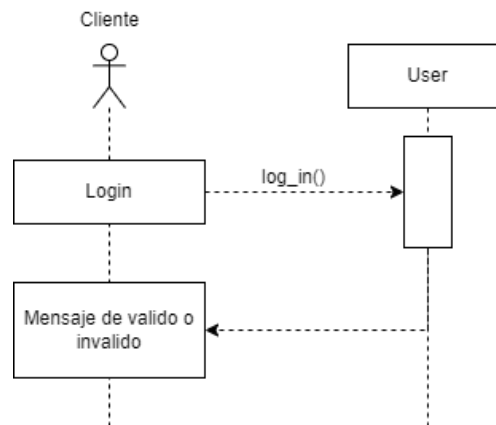 Cliente
User
Login
log_in()
Mensaje de valido o
invalido